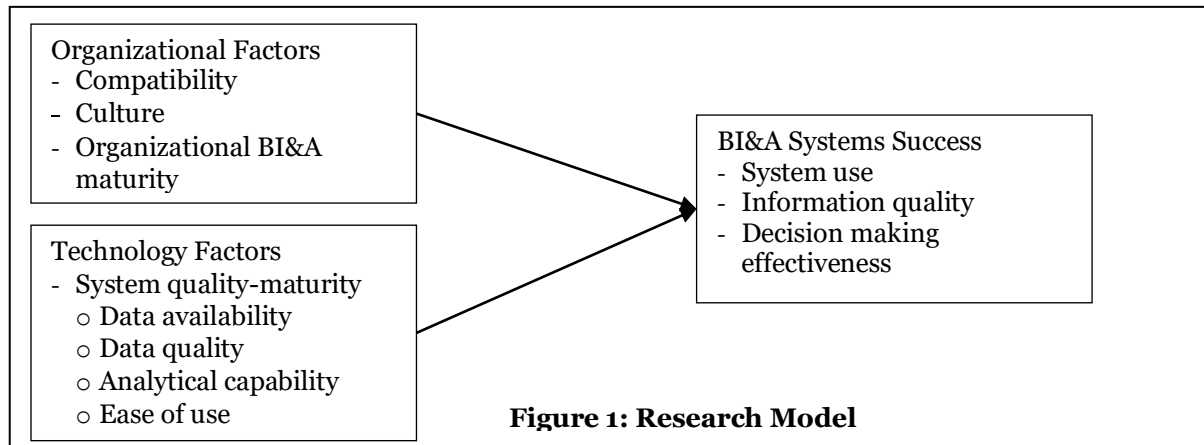 Organizational Factors
- Compatibility
- Culture
- Organizational BI&A
maturity
BI&A Systems Success
- System use
- Information quality
- Decision making
effectiveness
Technology Factors
- System quality-maturity
o Data availability
o Data quality
o Analytical capability
o Ease of use
Figure 1: Research Model